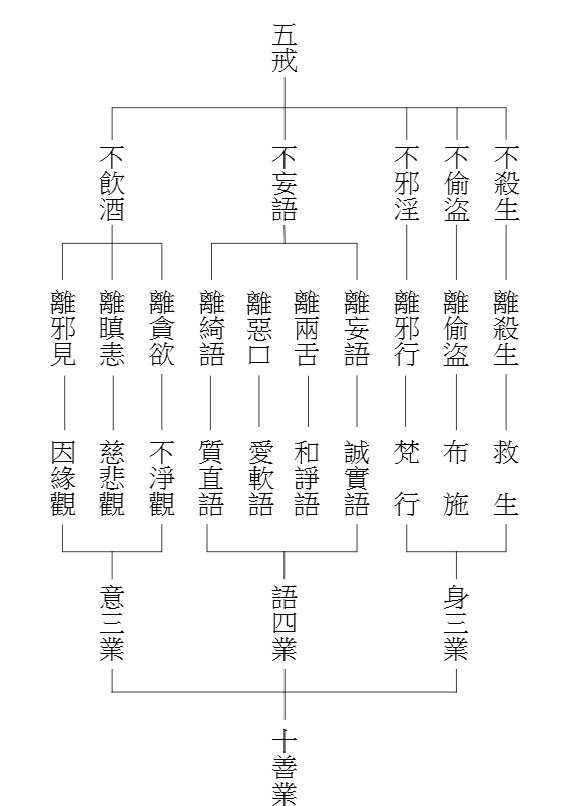 五戒
不殺生
不偷盜
不邪淫
不妄語
不飲酒
離殺生
離偷盜
離邪行
離妄語
離兩舌
離惡口
離綺語
離貪欲
離瞋恚
離邪見
救生
布施
梵行
誠實語
和諍語
愛軟語
質直語
不淨觀
慈悲觀
因緣觀
身三業
語四業
意三業
十善業